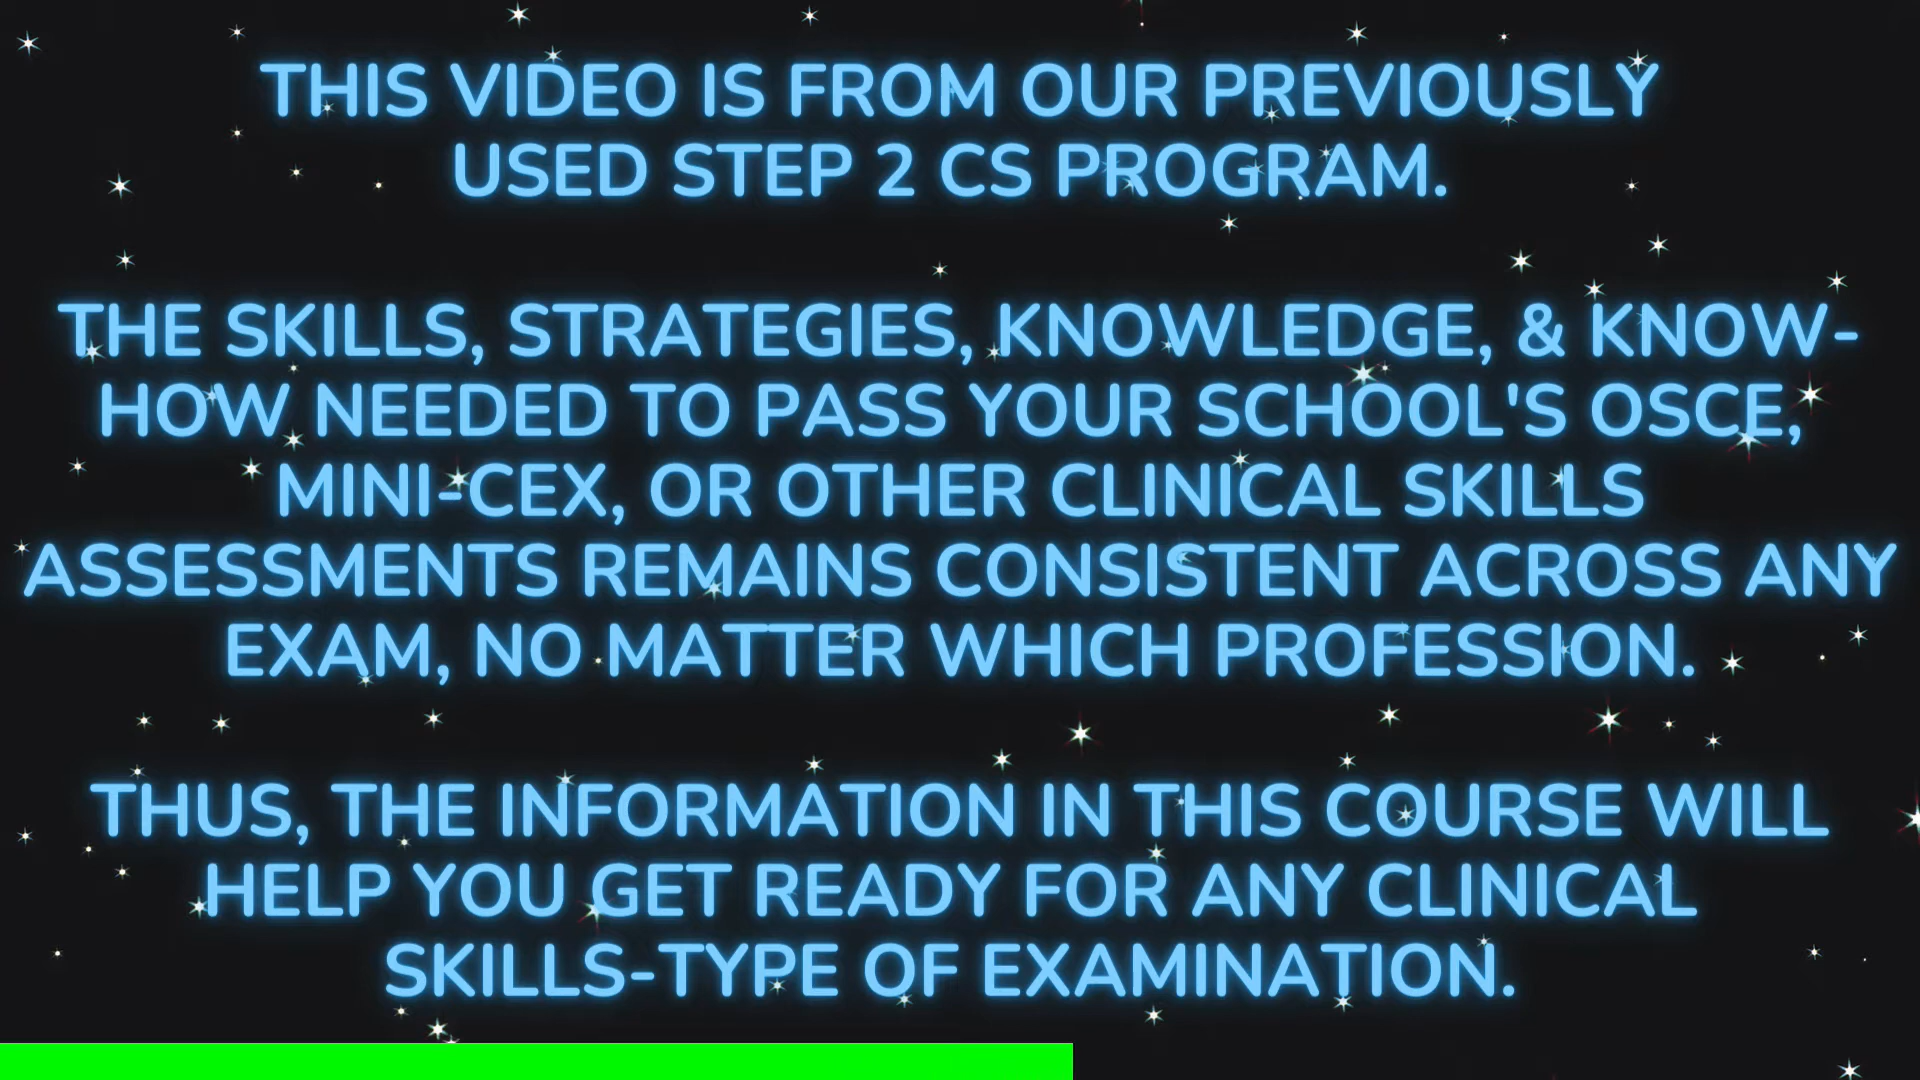 THIS VIDEO IS FROM OUR PREVIOUSLY
USED STEP 2 CS PROGRAM.
THE SKILLS, STRATEGIES, KNOWLEDGE, & KNOW-
HOW NEEDED TO PASS YOUR SCHOOL'S OSCE,
MINI-CEX, OR OTHER CLINICAL SKILLS
ASSESSMENTS REMAINS CONSISTENT ACROSS ANY
EXAM, NO MATTER WHICH PROFESSION.
THUS, THE INFORMATION IN THIS COURSE WILL
HELP YOU GET READY FOR ANY CLINICAL
SKILLS-TYPE OF EXAMINATION.